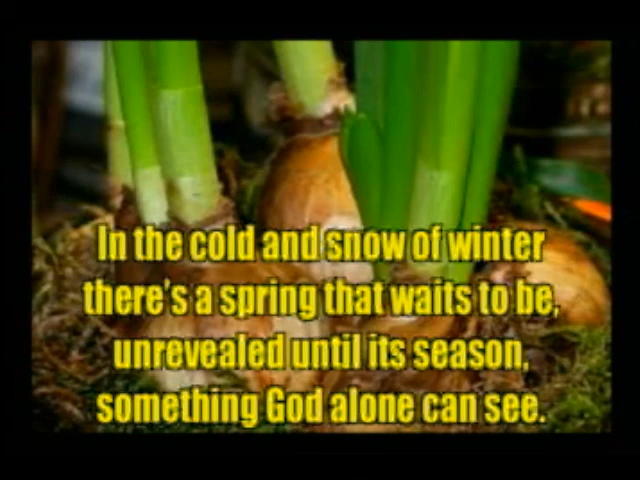 In the cold and snow of winter
there's a spring that waits to be,
unrevealed until its season,
something God alone can see.